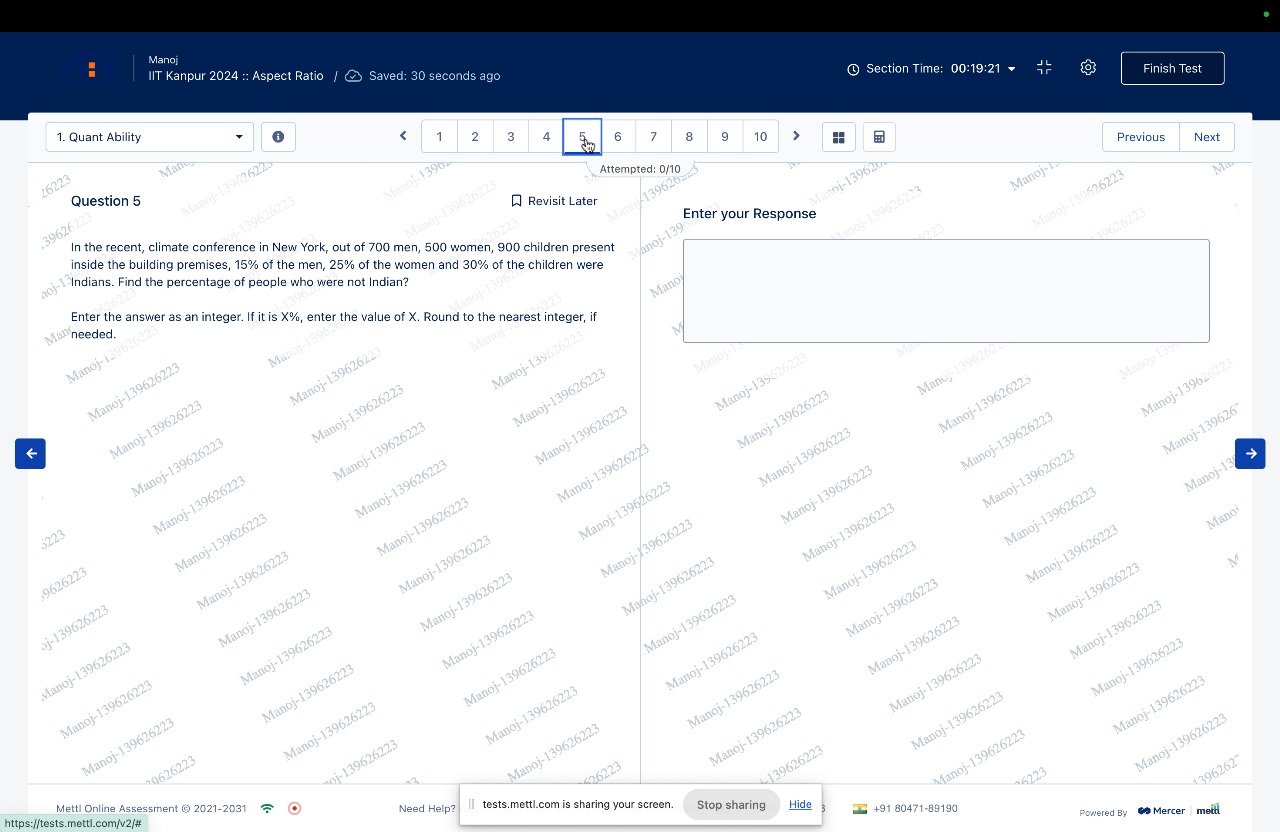 Manoj
IIT Kanpur 2024 :: Aspect Ratio / Saved: 30 seconds ago
Section Time: 00:19:21
Finish Test
1. Quant Ability
1 2 3 4 5 6 7 8 9 10
Previous Next
Attempted: 0/10
Question 5
Revisit Later
In the recent, climate conference in New York, out of 700 men, 500 women, 900 children present
inside the building premises, 15% of the men, 25% of the women and 30% of the children were
Indians. Find the percentage of people who were not Indian?
Enter the answer as an integer. If it is X%, enter the value of X. Round to the nearest integer, if
needed.
Enter your Response
Manoj-139626223
Mettl Online Assessment © 2021-2031
Need Help?
tests.mettl.com is sharing your screen. Stop sharing Hide
+91 80471-89190
Powered By Mercer mettl
https://tests.mettl.com/v2/#